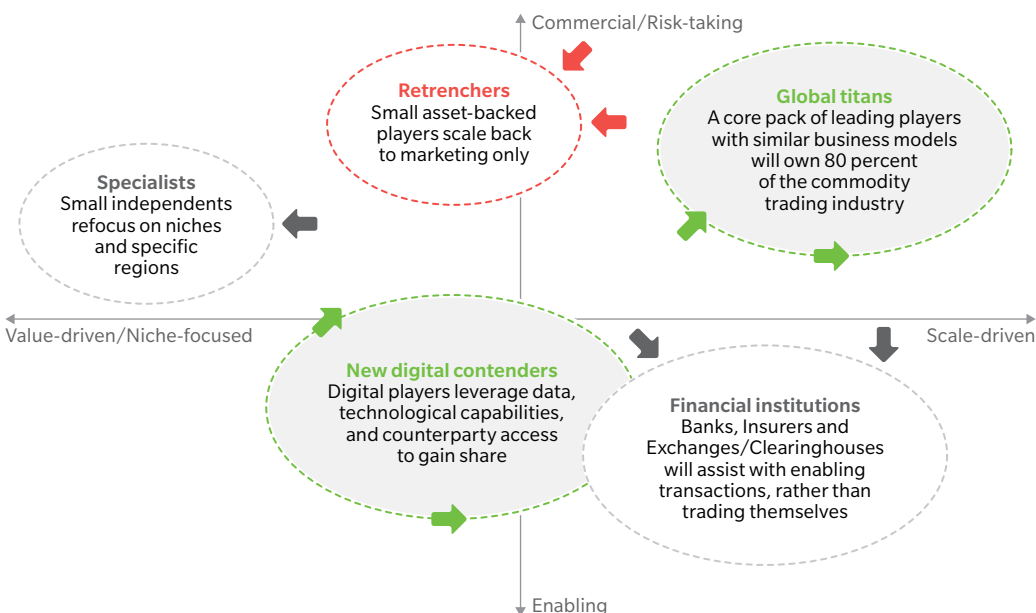 Commercial/Risk-taking
Retrenchers
Small asset-backed
players scale back
to marketing only
Global titans
A core pack of leading players
with similar business models
will own 80 percent
of the commodity
trading industry
Specialists
Small independents
refocus on niches
and specific
regions
Value-driven/Niche-focused
Scale-driven
New digital contenders
Digital players leverage data,
technological capabilities,
and counterparty access
to gain share
Financial institutions
Banks, Insurers and
Exchanges/Clearinghouses
will assist with enabling
transactions, rather than
trading themselves
Enabling